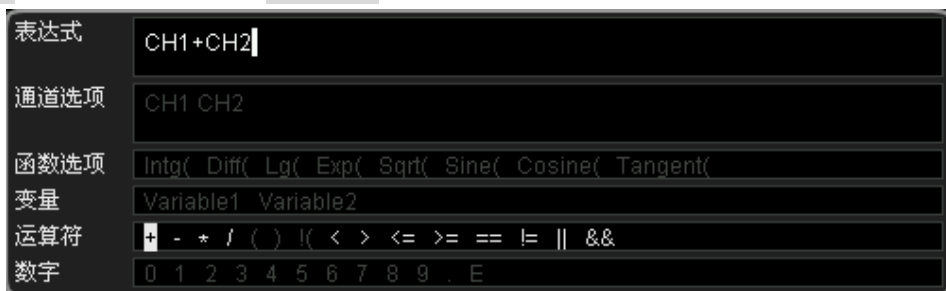 表达式 CH1+CH2
通道选项 CH1 CH2
函数选项 Intg( Diff( Lg( Exp( Sqrt( Sine( Cosine( Tangent(
变量 Variable1 Variable2
运算符 + - * / ( ) !( < > <= >= == != || &&
数字 0 1 2 3 4 5 6 7 8 9 . E